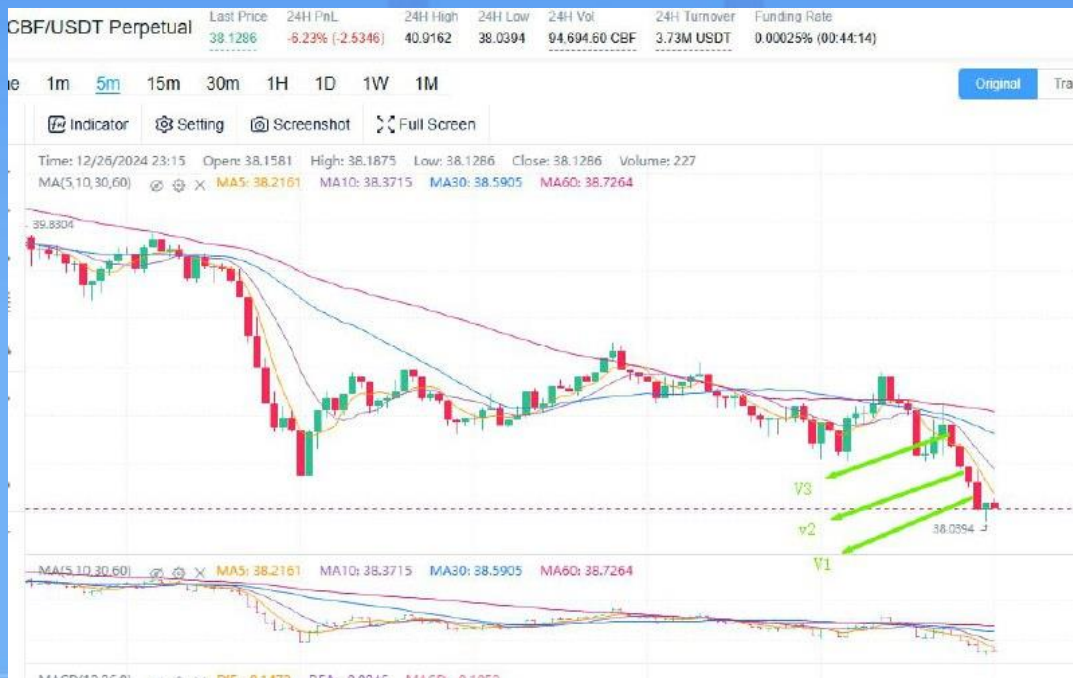 CBF/USDT Perpetual
Last Price 24H PnL 24H High 24H Low 24H Vol 24H Turnover Funding Rate
38.1286 -6.23% (-2.5346) 40.9162 38.0394 94,694.60 CBF 3.73M USDT 0.00025% (00:44:14)
1m 5m 15m 30m 1H 1D 1W 1M Original
Indicator Setting Screenshot Full Screen
Time: 12/26/2024 23:15 Open: 38.1581 High: 38.1875 Low: 38.1286 Close: 38.1286 Volume: 227
MA(5,10,30,60) MA5: 38.2161 MA10: 38.3715 MA30: 38.5905 MA60: 38.7264
39.8304
V3
v2
38.0394
V1
MA(5,10,30,60) MA5: 38.2161 MA10: 38.3715 MA30: 38.5905 MA60: 38.7264